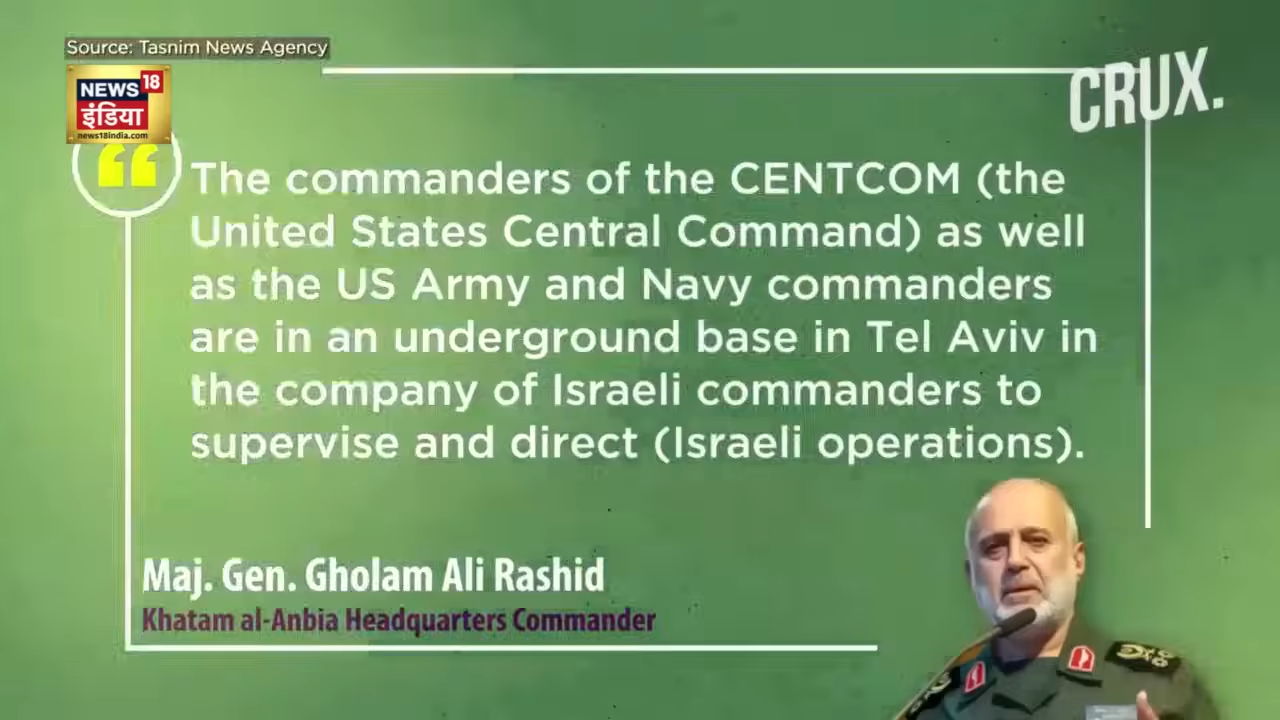 Source: Tasnim News Agency
NEWS 18
इंडिया
news18india.com
CRUX.
“
The commanders of the CENTCOM (the
United States Central Command) as well
as the US Army and Navy commanders
are in an underground base in Tel Aviv in
the company of Israeli commanders to
supervise and direct (Israeli operations).
Maj. Gen. Gholam Ali Rashid
Khatam al-Anbia Headquarters Commander